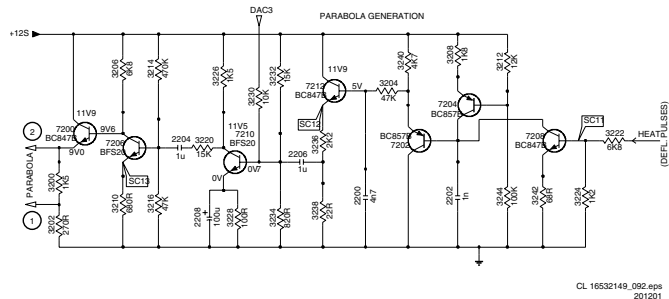 PARABOLA GENERATION
DAC3
+12S
3206
6K8
3214
470K
3226
1K5
3230
10K
3232
15K
11V9
7212
BC847B
5V
3204
47K
3240
4K7
3208
1K8
3212
12K
7204
BC857B
SC12
3236
2K2
BC857B
7202
7208
BC847B
SC11
3222
6K8
HEATC
(DEFL. PULSES)
11V9
7200
BC847B
9V6
9V0
7206
BFS20
SC13
2204
1u
3220
15K
11V5
7210
BFS20
0V7
0V
2206
1u
2
PARABOLA
1
3200
1K5
3202
270R
3210
680R
3216
47K
2208
100u
3228
100R
3234
820R
3238
22R
2200
4n7
2202
1n
3244
100K
3242
68R
3224
1K2
CL 16532149_092.eps
201201